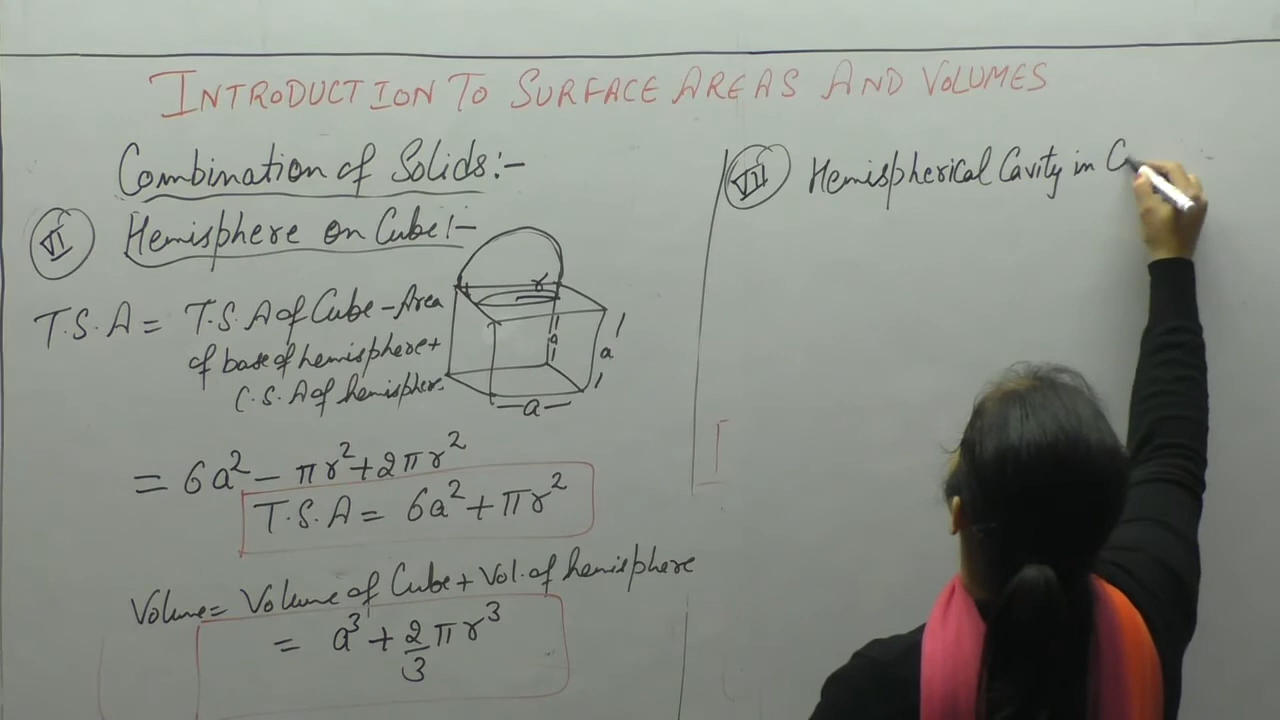 INTRODUCTION TO SURFACE AREAS AND VOLUMES
Combination of Solids:-
VI Hemisphere on Cube:-
T.S.A = T.S.A of Cube - Area
of base of hemisphere +
C.S.A of hemisphere.
r
a
a
a
= 6a² - πr² + 2πr²
T.S.A = 6a² + πr²
Volume = Volume of Cube + Vol. of hemisphere
= a³ + 2/3 πr³
VII Hemispherical Cavity in C